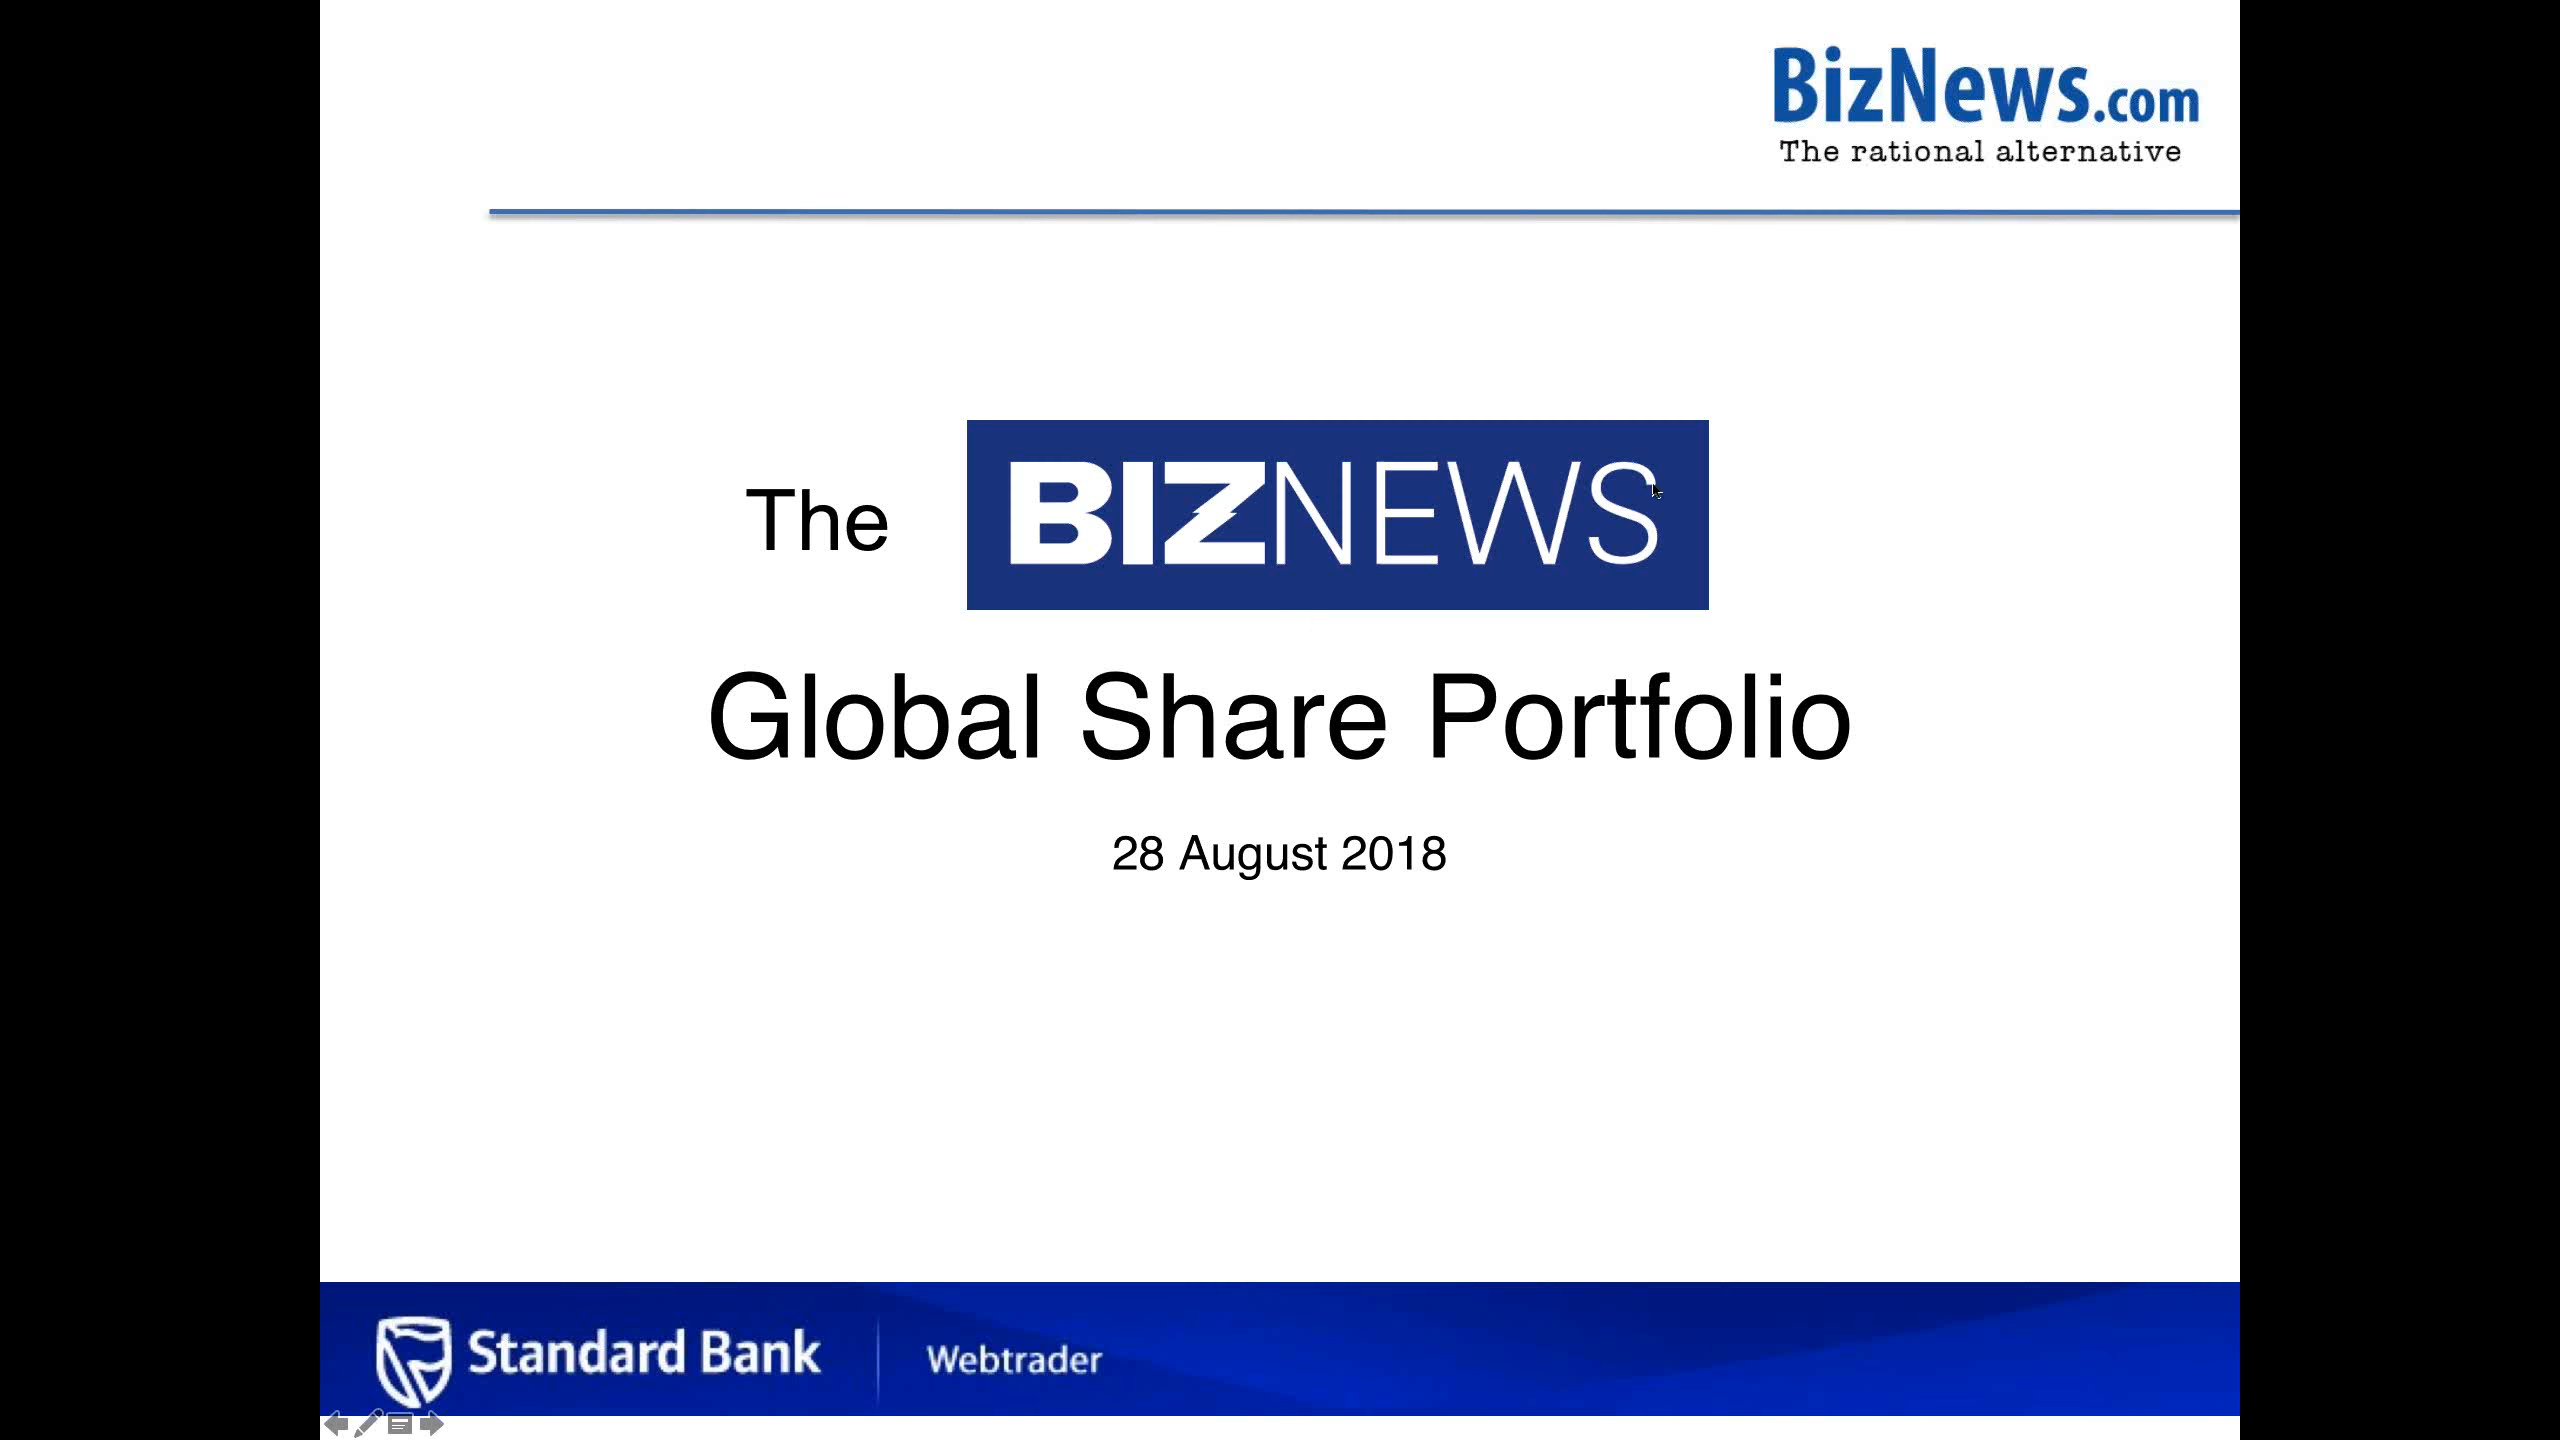 BizNews.com
The rational alternative
The BIZNEWS
Global Share Portfolio
28 August 2018
Standard Bank Webtrader